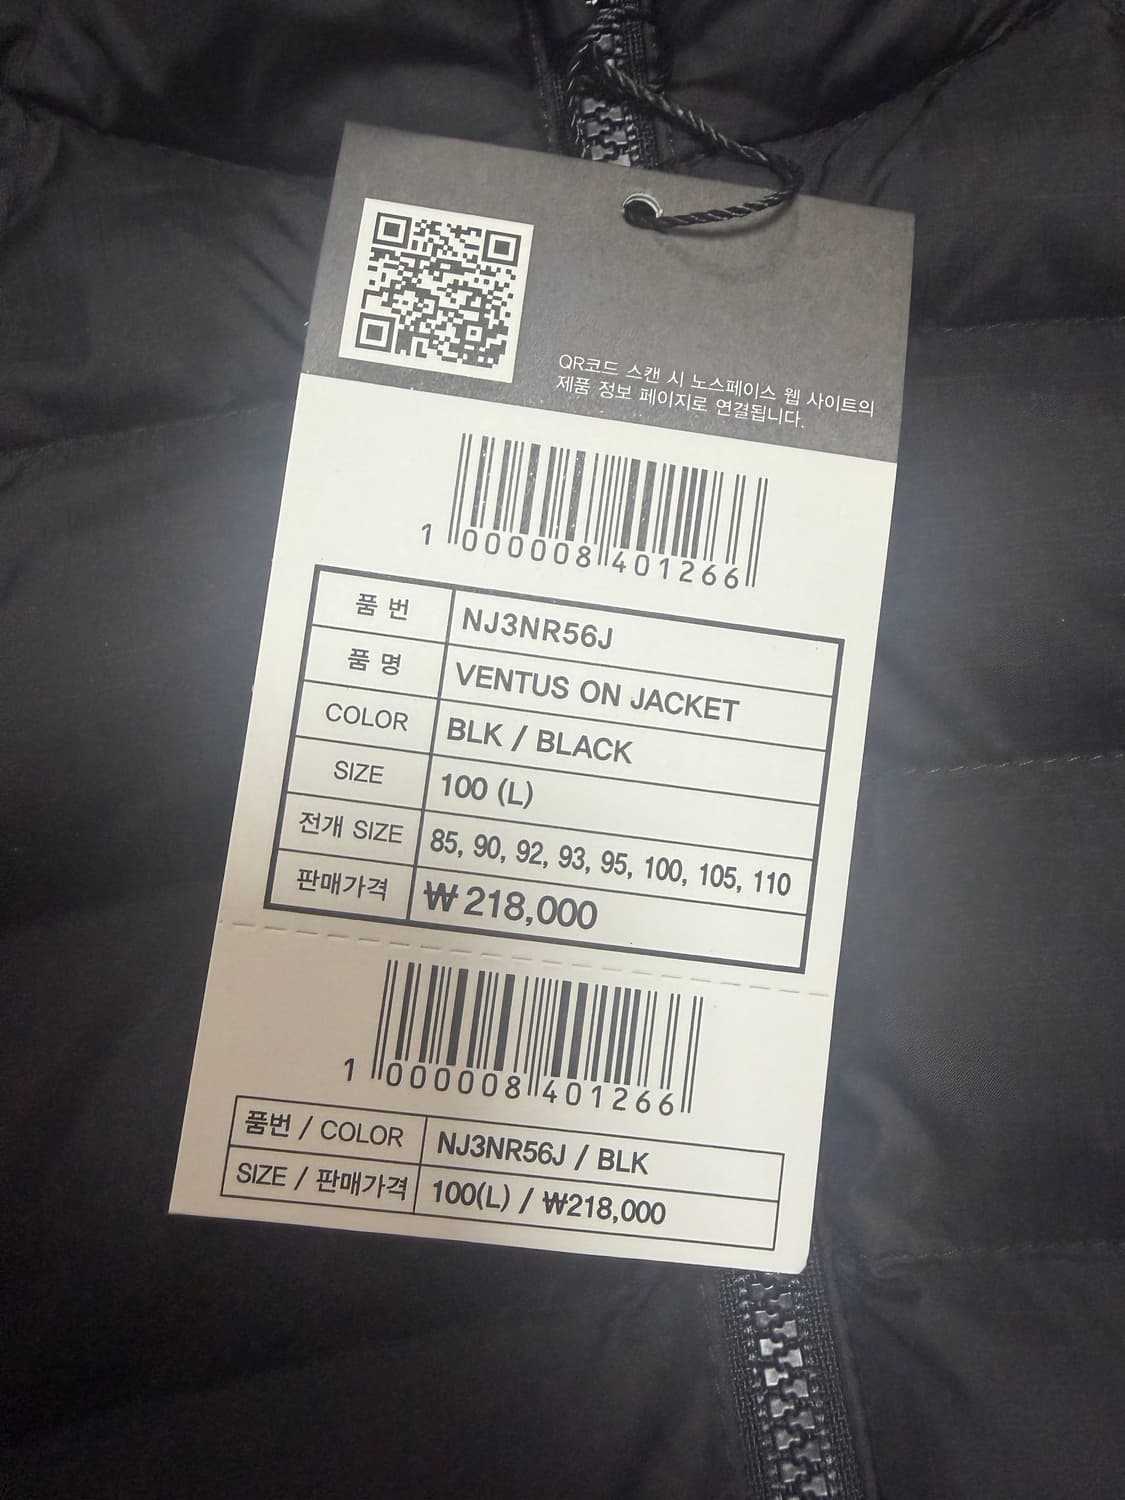 QR코드 스캔 시 노스페이스 웹 사이트의
제품 정보 페이지로 연결됩니다.
1 000008 401266
품 번 NJ3NR56J
품 명 VENTUS ON JACKET
COLOR BLK / BLACK
SIZE 100 (L)
전개 SIZE 85, 90, 92, 93, 95, 100, 105, 110
판매가격 ₩218,000
1 000008 401266
품번 / COLOR NJ3NR56J / BLK
SIZE / 판매가격 100(L) / ₩218,000